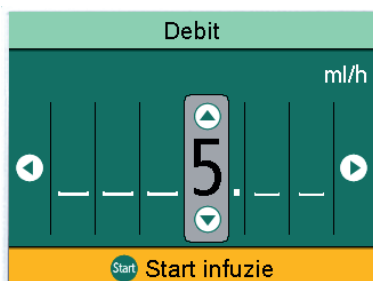 Debit
ml/h
_ _ _ 5 . _ _
Start Start infuzie